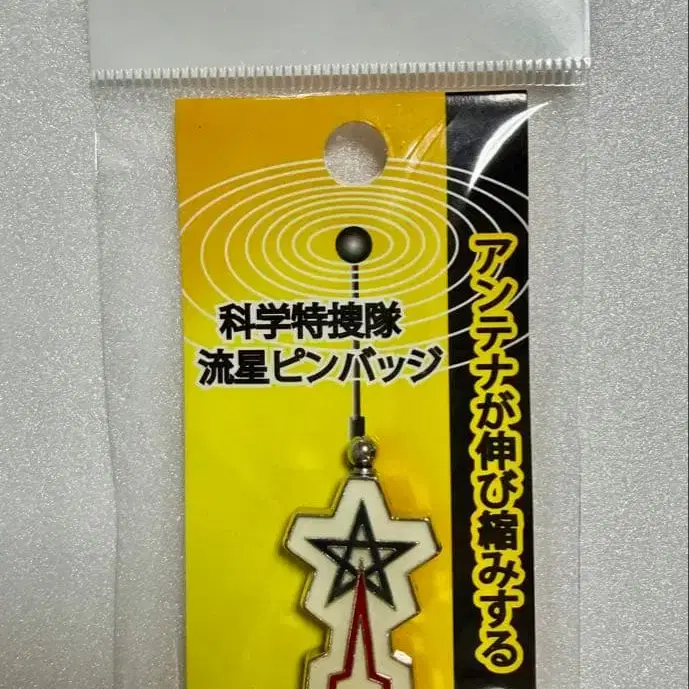 科学特捜隊
流星ピンバッジ
アンテナが伸び縮みする